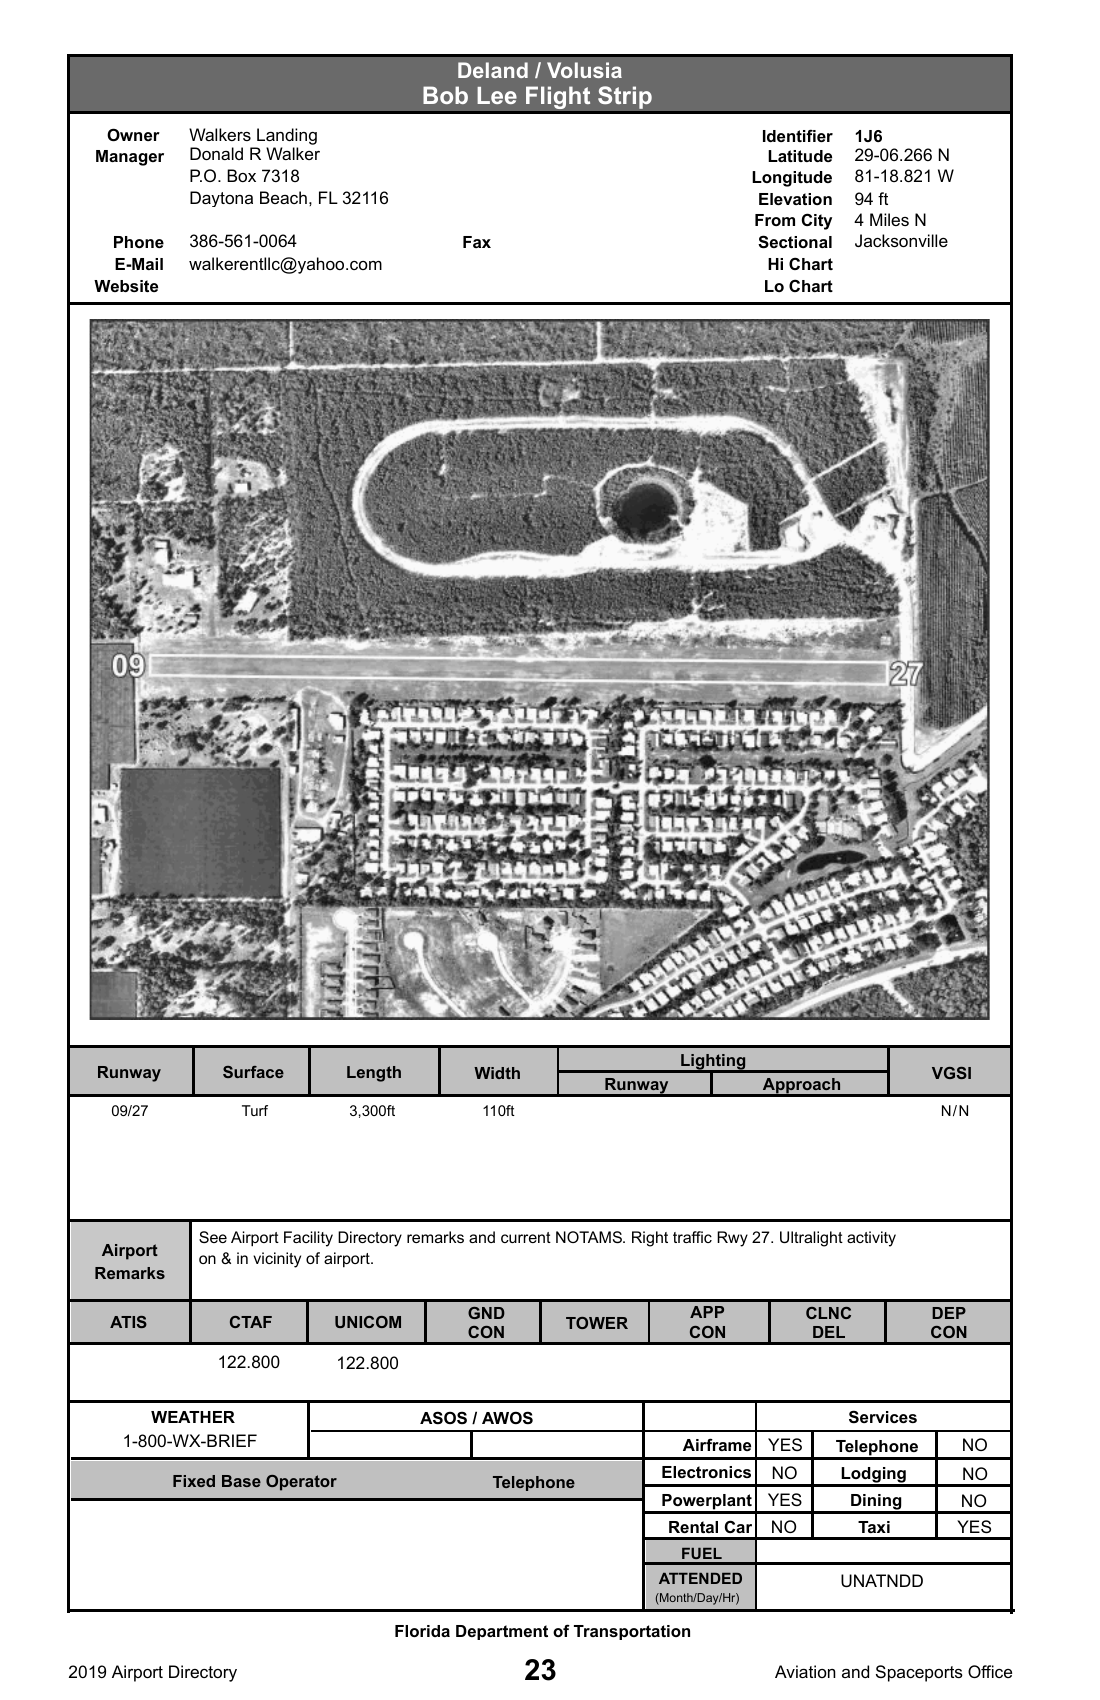 Deland / Volusia
Bob Lee Flight Strip
Owner Walkers Landing
Manager Donald R Walker
P.O. Box 7318
Daytona Beach, FL 32116
Phone 386-561-0064 Fax
E-Mail walkerentllc@yahoo.com
Website
Identifier 1J6
Latitude 29-06.266 N
Longitude 81-18.821 W
Elevation 94 ft
From City 4 Miles N
Sectional Jacksonville
Hi Chart
Lo Chart
09
27
Runway Surface Length Width Lighting VGSI
Runway Approach
09/27 Turf 3,300ft 110ft N/N
Airport Remarks
See Airport Facility Directory remarks and current NOTAMS. Right traffic Rwy 27. Ultralight activity
on & in vicinity of airport.
ATIS CTAF UNICOM GND CON TOWER APP CON CLNC DEL DEP CON
122.800 122.800
WEATHER
1-800-WX-BRIEF
ASOS / AWOS
Fixed Base Operator Telephone
Services
Airframe YES Telephone NO
Electronics NO Lodging NO
Powerplant YES Dining NO
Rental Car NO Taxi YES
FUEL
ATTENDED UNATNDD
(Month/Day/Hr)
Florida Department of Transportation
2019 Airport Directory 23 Aviation and Spaceports Office